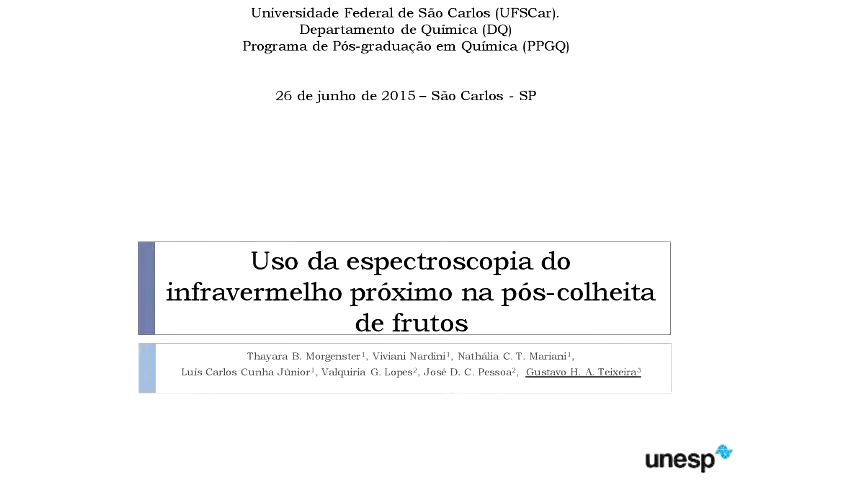 Universidade Federal de São Carlos (UFSCar).
Departamento de Química (DQ)
Programa de Pós-graduação em Química (PPGQ)
26 de junho de 2015 – São Carlos - SP
Uso da espectroscopia do
infravermelho próximo na pós-colheita
de frutos
Thayara B. Morgenster¹, Viviani Nardini¹, Nathália C. T. Mariani¹,
Luís Carlos Cunha Júnior¹, Valquiria G. Lopes², José D. C. Pessoa², Gustavo H. A. Teixeira³
unesp